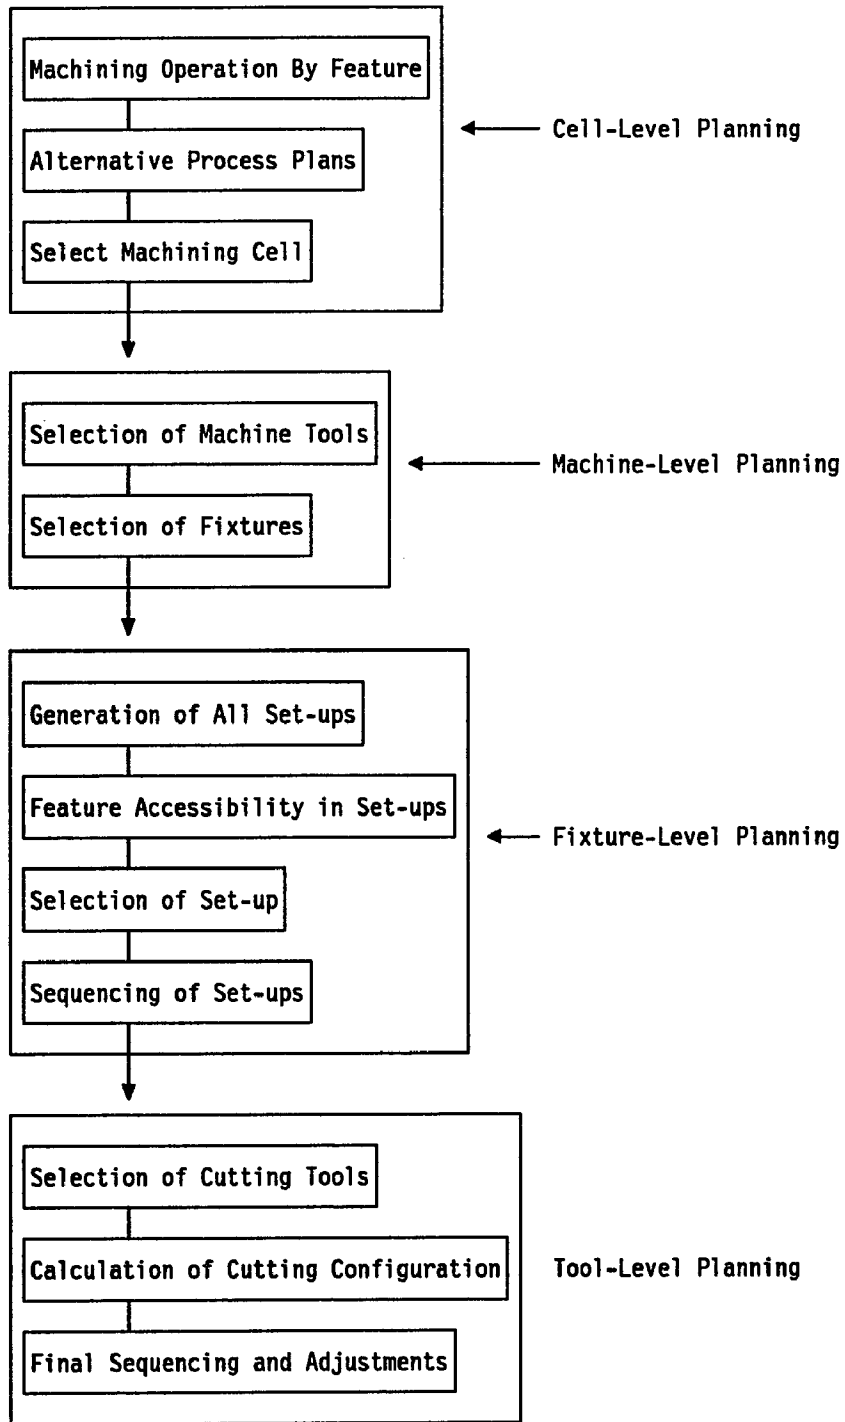 Machining Operation By Feature
Alternative Process Plans
Select Machining Cell
Cell-Level Planning
Selection of Machine Tools
Selection of Fixtures
Machine-Level Planning
Generation of All Set-ups
Feature Accessibility in Set-ups
Selection of Set-up
Sequencing of Set-ups
Fixture-Level Planning
Selection of Cutting Tools
Calculation of Cutting Configuration
Final Sequencing and Adjustments
Tool-Level Planning